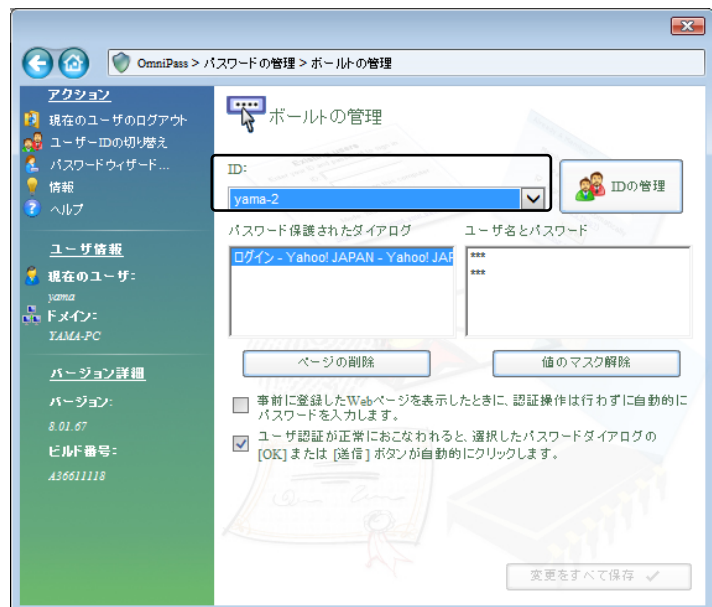 OmniPass > パスワードの管理 > ボールトの管理
アクション
現在のユーザのログアウト
ユーザーIDの切り替え
パスワードウィザード...
情報
ヘルプ
ユーザ情報
現在のユーザ:
yama
ドメイン:
YAMA-PC
バージョン詳細
バージョン:
8.01.67
ビルド番号:
A36611118
ボールトの管理
ID:
yama-2
IDの管理
パスワード保護されたダイアログ
ユーザ名とパスワード
ログイン - Yahoo! JAPAN - Yahoo! JAP
***
***
ページの削除
値のマスク解除
事前に登録したWebページを表示したときに、認証操作は行わずに自動的に
パスワードを入力します。
ユーザ認証が正常におこなわれると、選択したパスワードダイアログの
[OK] または [送信] ボタンが自動的にクリックします。
変更をすべて保存